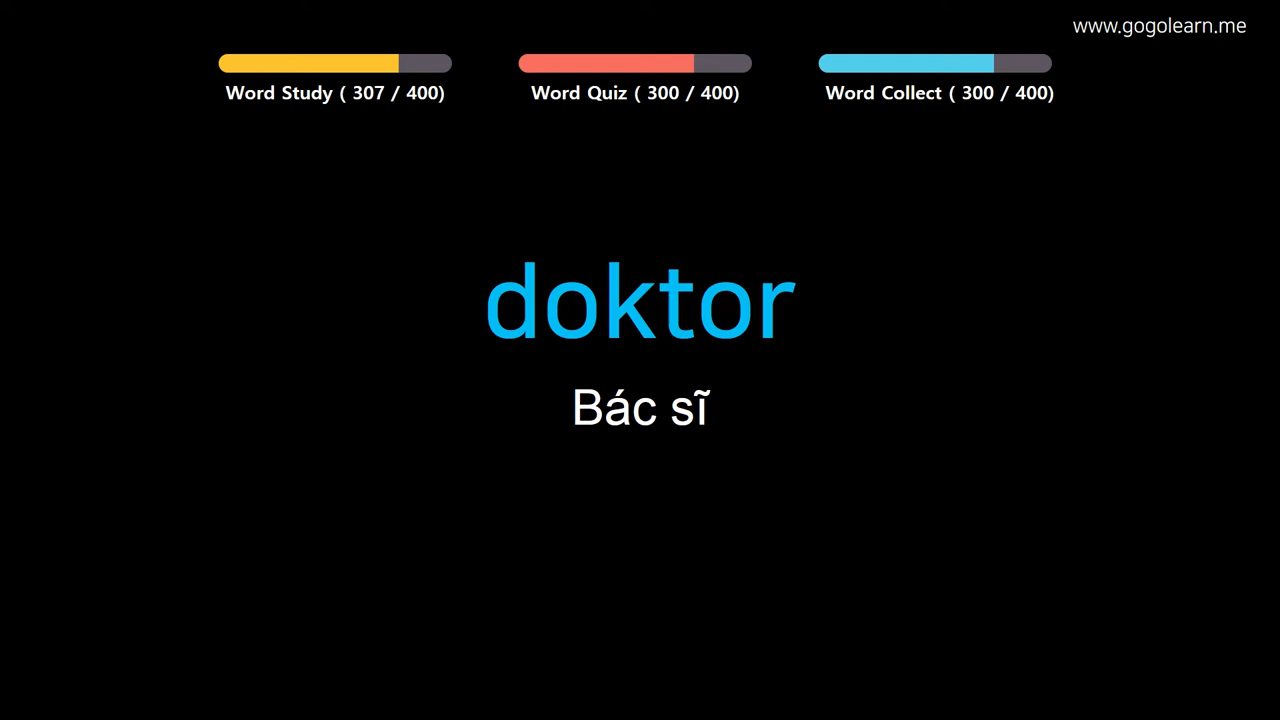 www.gogolearn.me
Word Study ( 307 / 400)
Word Quiz ( 300 / 400)
Word Collect ( 300 / 400)
doktor
Bác sĩ